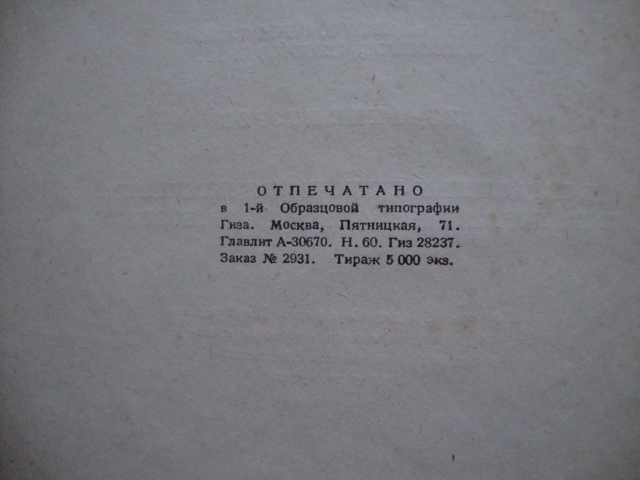 ОТПЕЧАТАНО
в 1-й Образцовой типографии
Гиза. Москва, Пятницкая, 71.
Главлит А-30670. Н. 60. Гиз 28237.
Заказ № 2931. Тираж 5 000 экз.